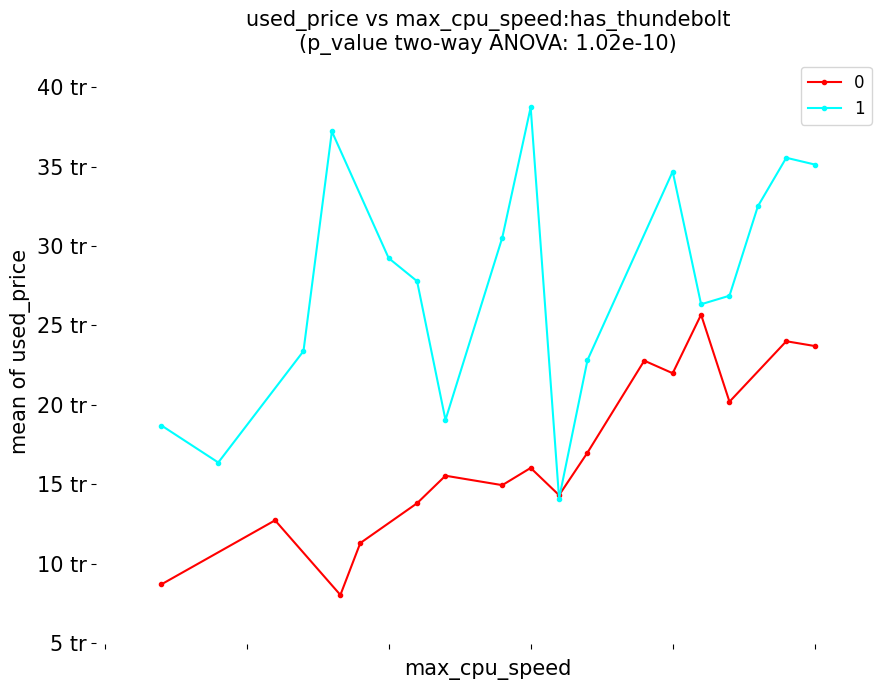 used_price vs max_cpu_speed:has_thundebolt
(p_value two-way ANOVA: 1.02e-10)
0
1
40 tr
35 tr
30 tr
25 tr
20 tr
15 tr
10 tr
5 tr
mean of used_price
max_cpu_speed